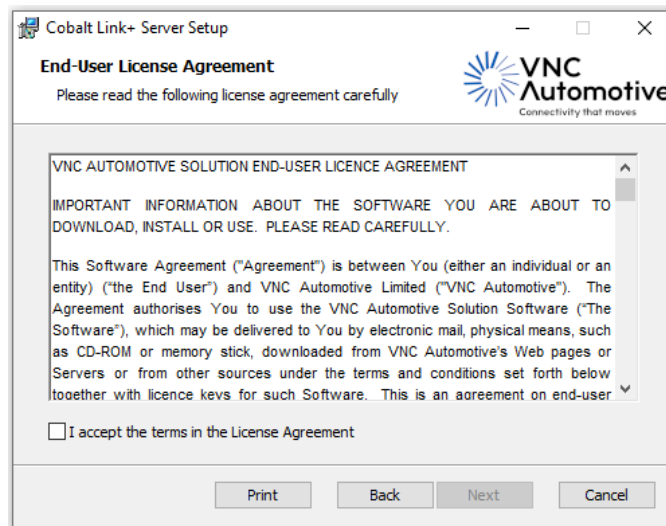 Cobalt Link+ Server Setup
End-User License Agreement
Please read the following license agreement carefully
VNC
Automotive
Connectivity that moves
VNC AUTOMOTIVE SOLUTION END-USER LICENCE AGREEMENT
IMPORTANT INFORMATION ABOUT THE SOFTWARE YOU ARE ABOUT TO
DOWNLOAD, INSTALL OR USE. PLEASE READ CAREFULLY.
This Software Agreement ("Agreement") is between You (either an individual or an
entity) (“the End User”) and VNC Automotive Limited ("VNC Automotive"). The
Agreement authorises You to use the VNC Automotive Solution Software (“The
Software”), which may be delivered to You by electronic mail, physical means, such
as CD-ROM or memory stick, downloaded from VNC Automotive's Web pages or
Servers or from other sources under the terms and conditions set forth below
together with licence keys for such Software. This is an agreement on end-user
I accept the terms in the License Agreement
Print Back Next Cancel